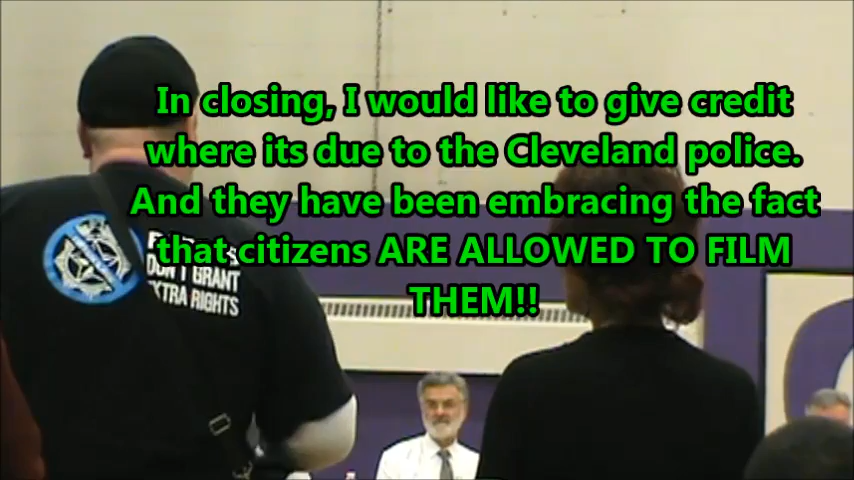 In closing, I would like to give credit
where its due to the Cleveland police.
And they have been embracing the fact
that citizens ARE ALLOWED TO FILM
THEM!!
DON'T GRANT
EXTRA RIGHTS